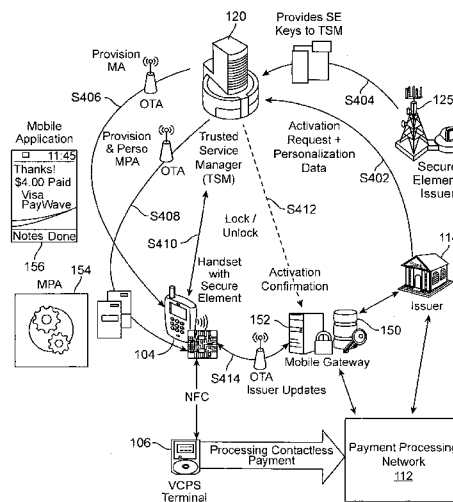 120
Provides SE
Keys to TSM
Provision
MA
OTA
S406
S404
125
Mobile
Application
11:45
Thanks!
$4.00 Paid
Visa
PayWave
Notes Done
156
Provision
& Perso
MPA
OTA
Trusted
Service
Manager
(TSM)
Activation
Request +
Personalization
Data
S402
Secure
Element
Issuer
S408
S410
Lock /
Unlock
S412
MPA
154
Handset with
Secure
Element
Activation
Confirmation
114
Issuer
152
150
104
S414
OTA
Issuer Updates
Mobile Gateway
NFC
106
VCPS
Terminal
Processing Contactless
Payment
Payment Processing
Network
112